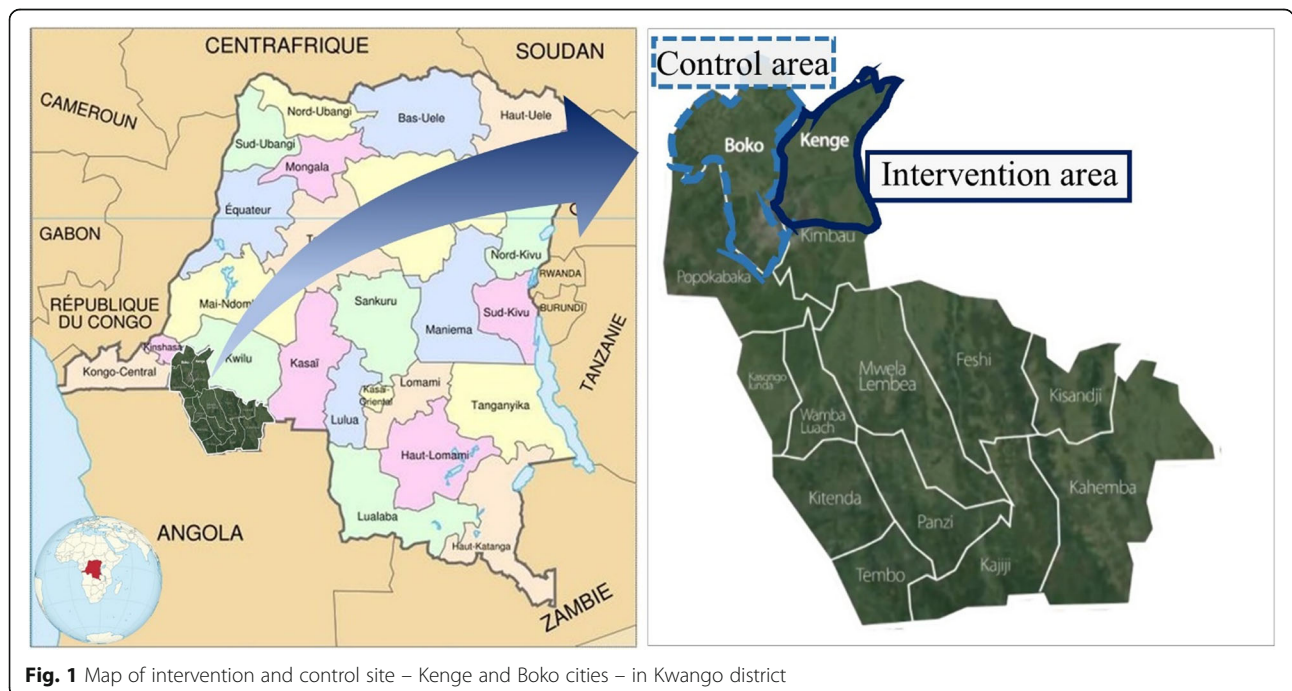 CENTRAFRIQUE
SOUDAN
CAMEROUN
Nord-Ubangi
Bas-Uele
Haut-Uele
Sud-Ubangi
Mongala
Équateur
GABON
Nord-Kivu
RWANDA
BURUNDI
RÉPUBLIQUE
DU CONGO
Sankuru
Maniema
Sud-Kivu
Kinshasa
Kwilu
Kasaï
Kongo-Central
Lomami
Kasaï-
Oriental
Lulua
Tanganyika
TANZANIE
Haut-Lomami
Lualaba
ANGOLA
Haut-Katanga
ZAMBIE
Control area
Boko
Kenge
Intervention area
Kimbau
Popokabaka
Mwela
Lembea
Feshi
Kisandji
Wamba
Luach
Kitenda
Panzi
Kahemba
Tembo
Kajiji
Fig. 1 Map of intervention and control site – Kenge and Boko cities – in Kwango district